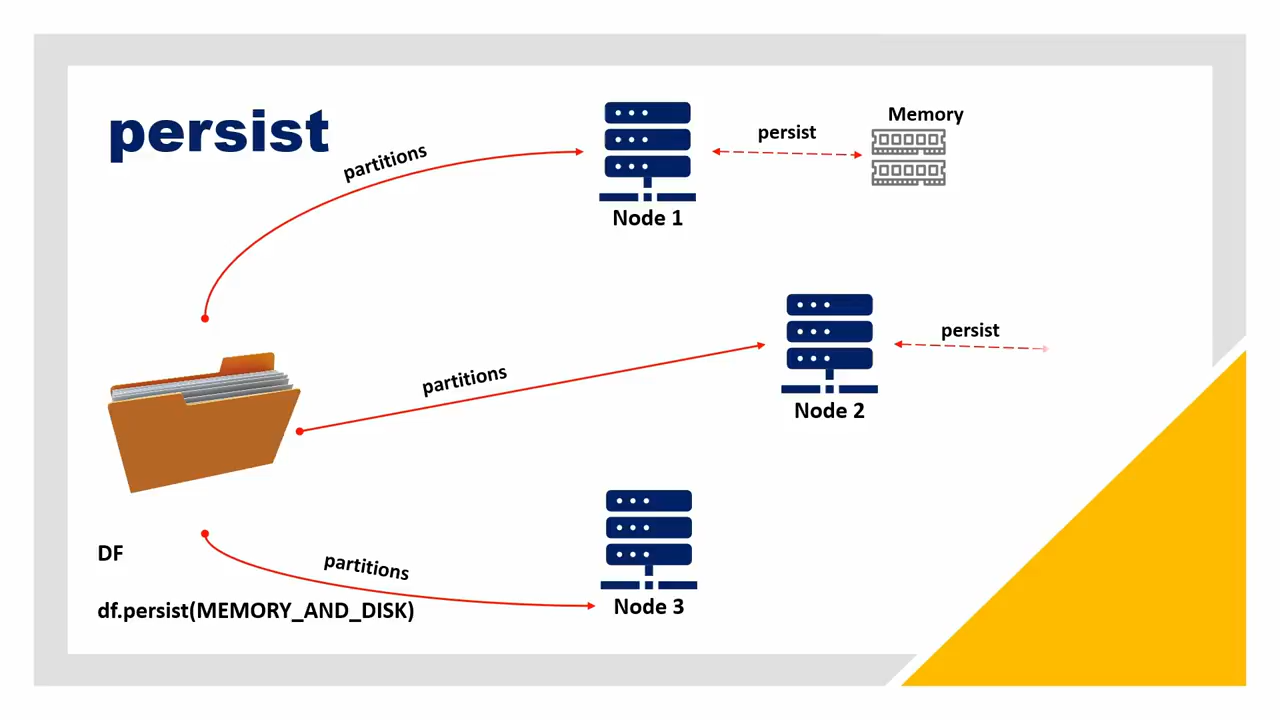 persist
partitions
Node 1
persist
Memory
partitions
Node 2
persist
DF
df.persist(MEMORY_AND_DISK)
partitions
Node 3